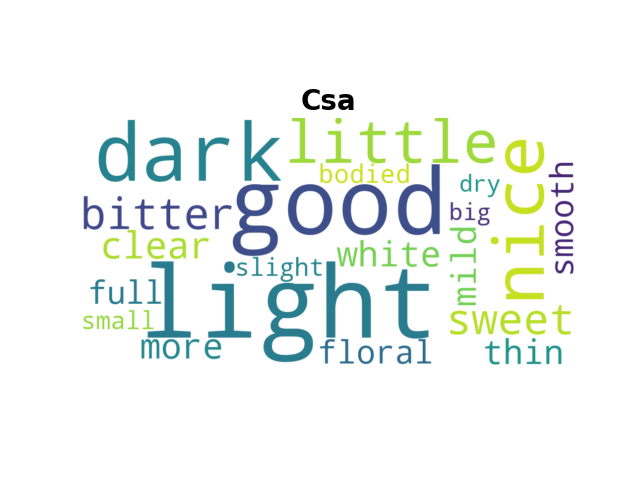 Csa
dark
little
bodied
good
nice
dry
smooth
bitter
big
clear
white
mild
slight
light
full
small
sweet
more
floral
thin